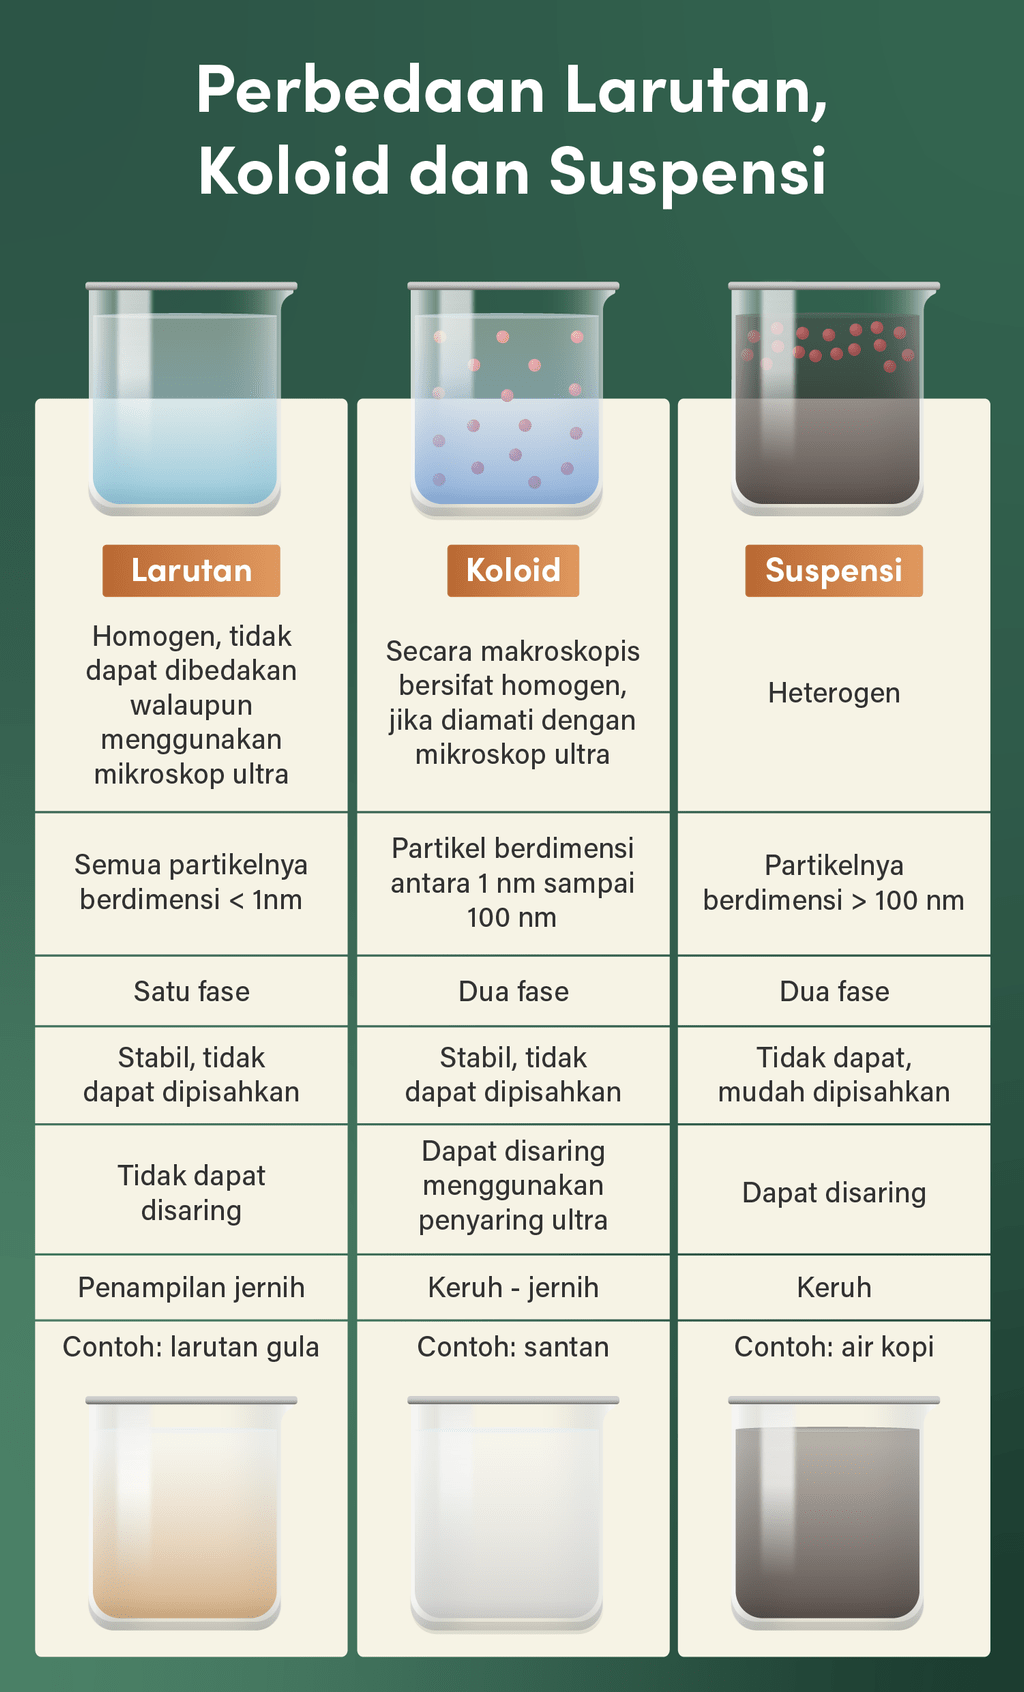 Perbedaan Larutan,
Koloid dan Suspensi
Larutan
Homogen, tidak
dapat dibedakan
walaupun
menggunakan
mikroskop ultra
Koloid
Secara makroskopis
bersifat homogen,
jika diamati dengan
mikroskop ultra
Suspensi
Heterogen
Semua partikelnya
berdimensi < 1nm
Partikel berdimensi
antara 1 nm sampai
100 nm
Partikelnya
berdimensi > 100 nm
Satu fase
Dua fase
Dua fase
Stabil, tidak
dapat dipisahkan
Stabil, tidak
dapat dipisahkan
Tidak dapat,
mudah dipisahkan
Tidak dapat
disaring
Dapat disaring
menggunakan
penyaring ultra
Dapat disaring
Penampilan jernih
Keruh - jernih
Keruh
Contoh: larutan gula
Contoh: santan
Contoh: air kopi